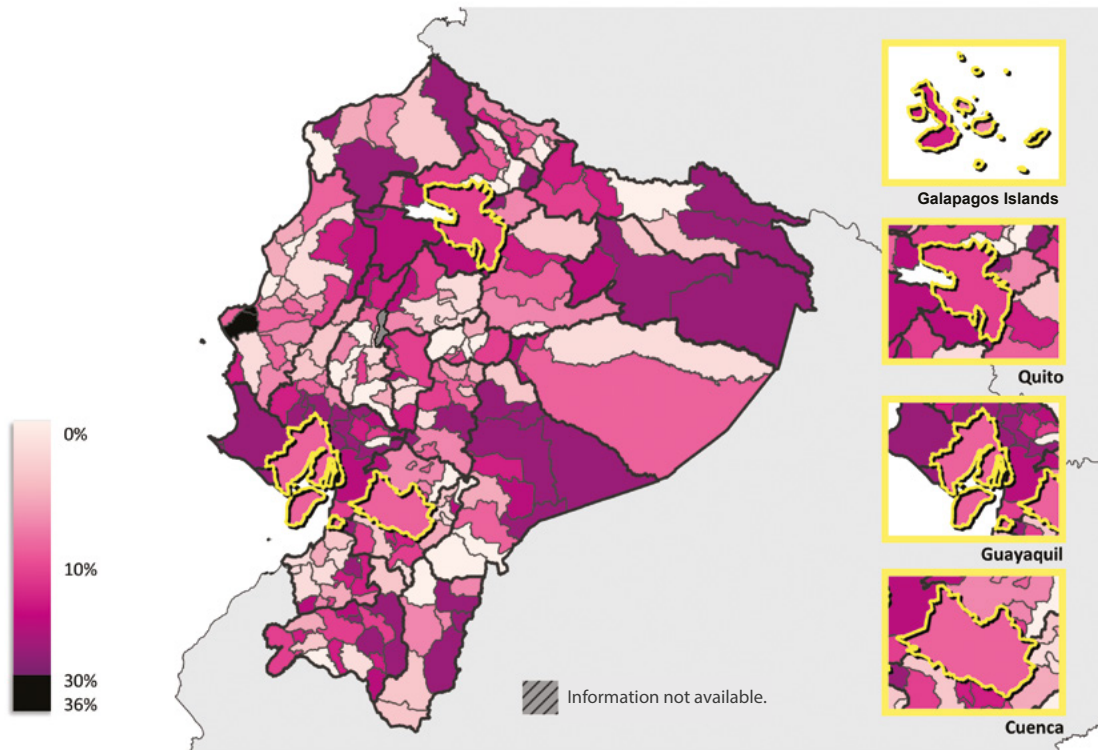 Galapagos Islands
Quito
Guayaquil
Cuenca
0%
10%
30%
36%
Information not available.